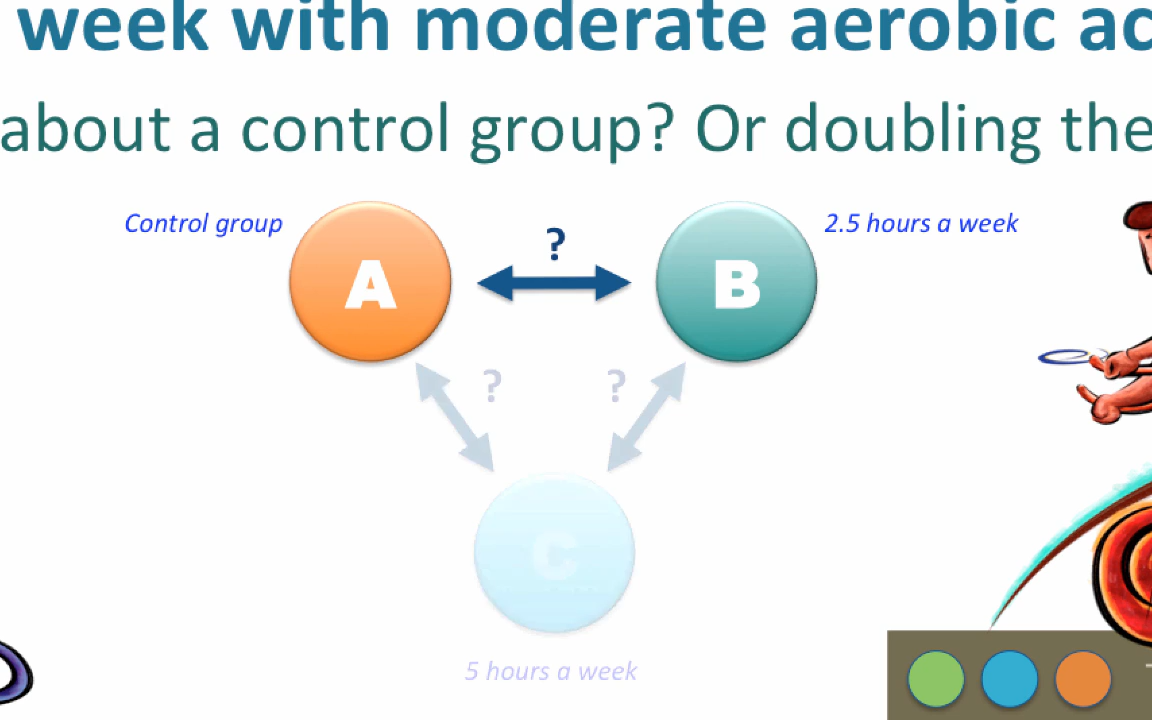 week with moderate aerobic ac
about a control group? Or doubling the
Control group
2.5 hours a week
A
?
B
?
?
C
5 hours a week